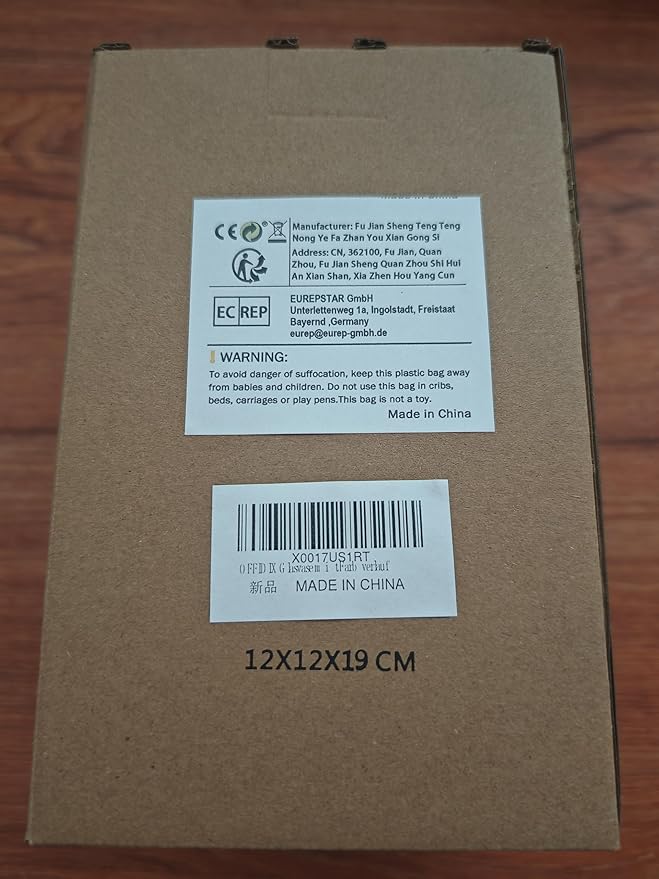 Manufacturer: Fu Jian Sheng Teng Teng
Nong Ye Fa Zhan You Xian Gong Si
Address: CN, 362100, Fu Jian, Quan
Zhou, Fu Jian Sheng Quan Zhou Shi Hui
An Xian Shan, Xia Zhen Hou Yang Cun
EC REP
EUREPSTAR GmbH
Unterlettenweg 1a, Ingolstadt, Freistaat
Bayernd ,Germany
eurep@eurep-gmbh.de
! WARNING:
To avoid danger of suffocation, keep this plastic bag away
from babies and children. Do not use this bag in cribs,
beds, carriages or play pens.This bag is not a toy.
Made in China
X0017US1RT
新品 MADE IN CHINA
12X12X19 CM